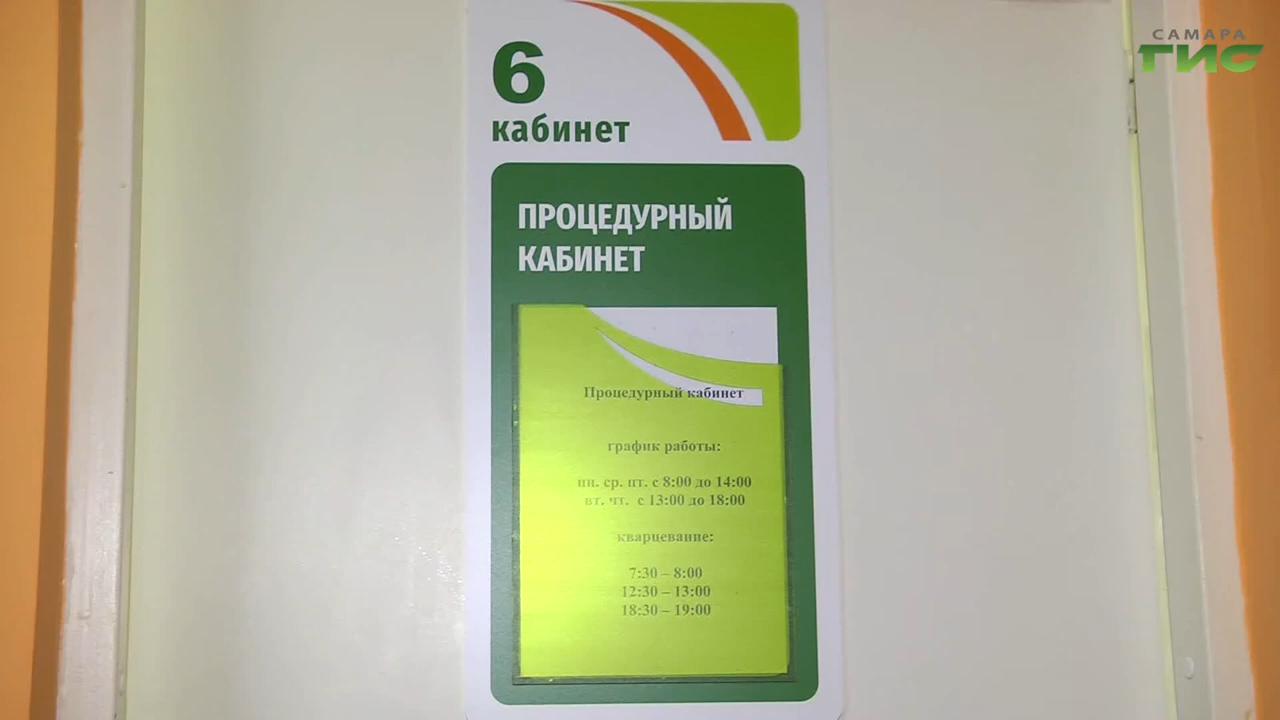 САМАРА
ГИС
6
кабинет
ПРОЦЕДУРНЫЙ
КАБИНЕТ
Процедурный кабинет
график работы:
пн. ср. пт. с 8:00 до 14:00
вт. чт. с 13:00 до 18:00
кварцевание:
7:30 – 8:00
12:30 – 13:00
18:30 – 19:00